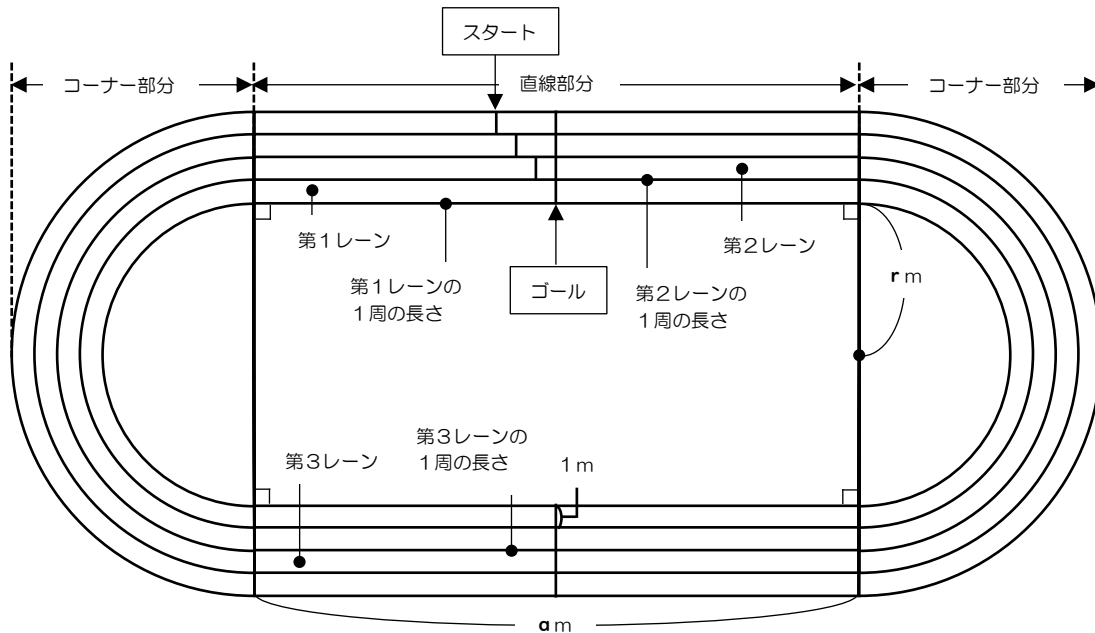 スタート
コーナー部分
直線部分
コーナー部分
第1レーン
第2レーン
第1レーンの
1周の長さ
ゴール
第2レーンの
1周の長さ
r m
第3レーン
第3レーンの
1周の長さ
1m
a m